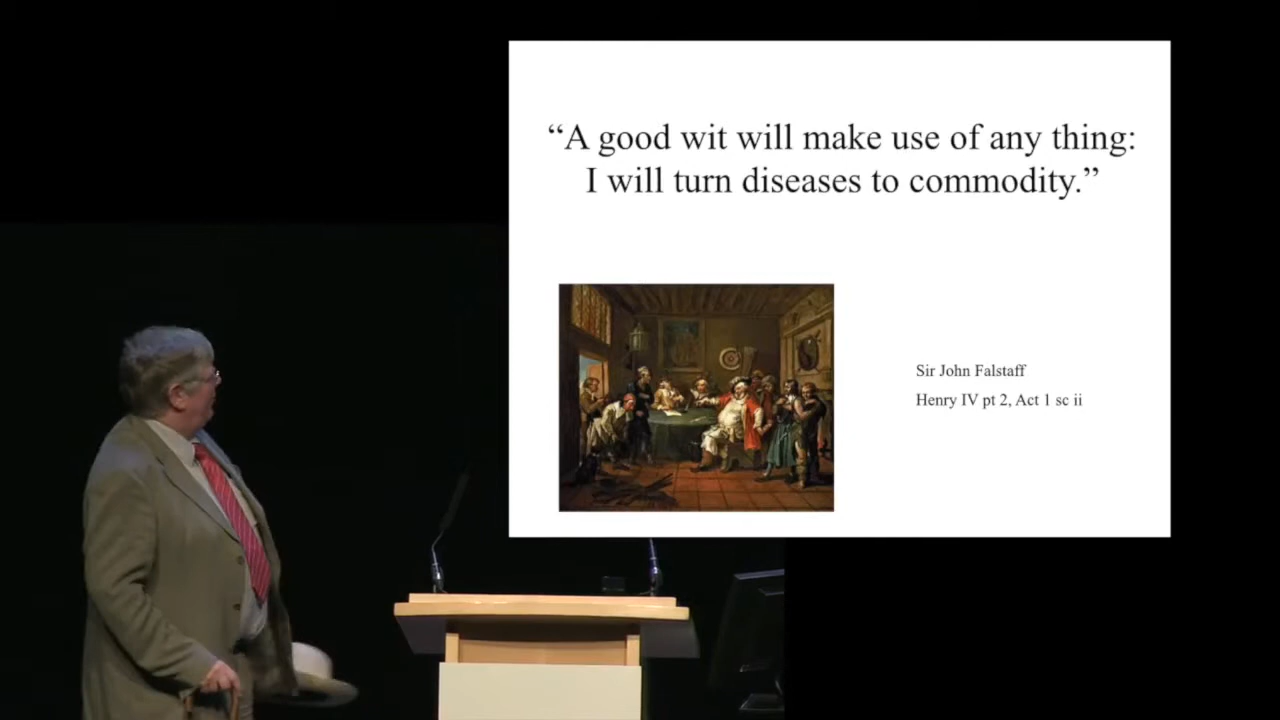 “A good wit will make use of any thing:
I will turn diseases to commodity.”
Sir John Falstaff
Henry IV pt 2, Act 1 sc ii